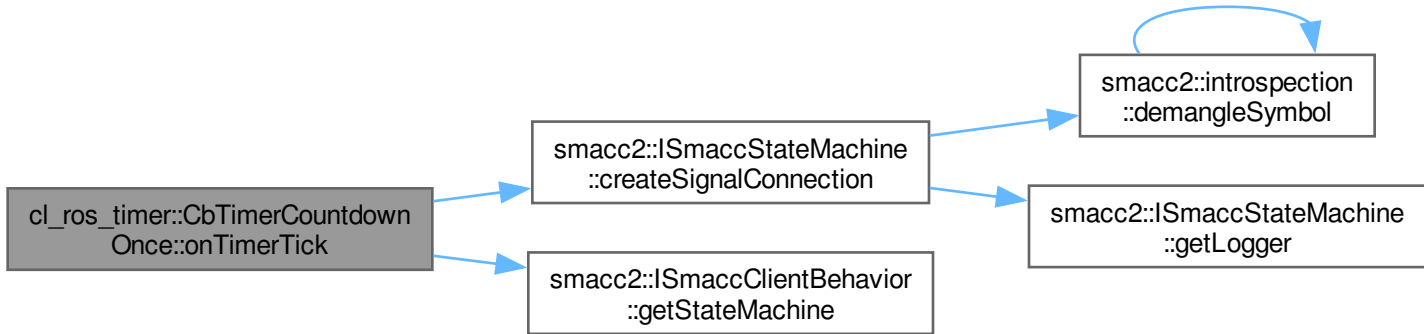 smacc2::introspection
::demangleSymbol
smacc2::ISmaccStateMachine
::createSignalConnection
cl_ros_timer::CbTimerCountdown
Once::onTimerTick
smacc2::ISmaccStateMachine
::getLogger
smacc2::ISmaccClientBehavior
::getStateMachine